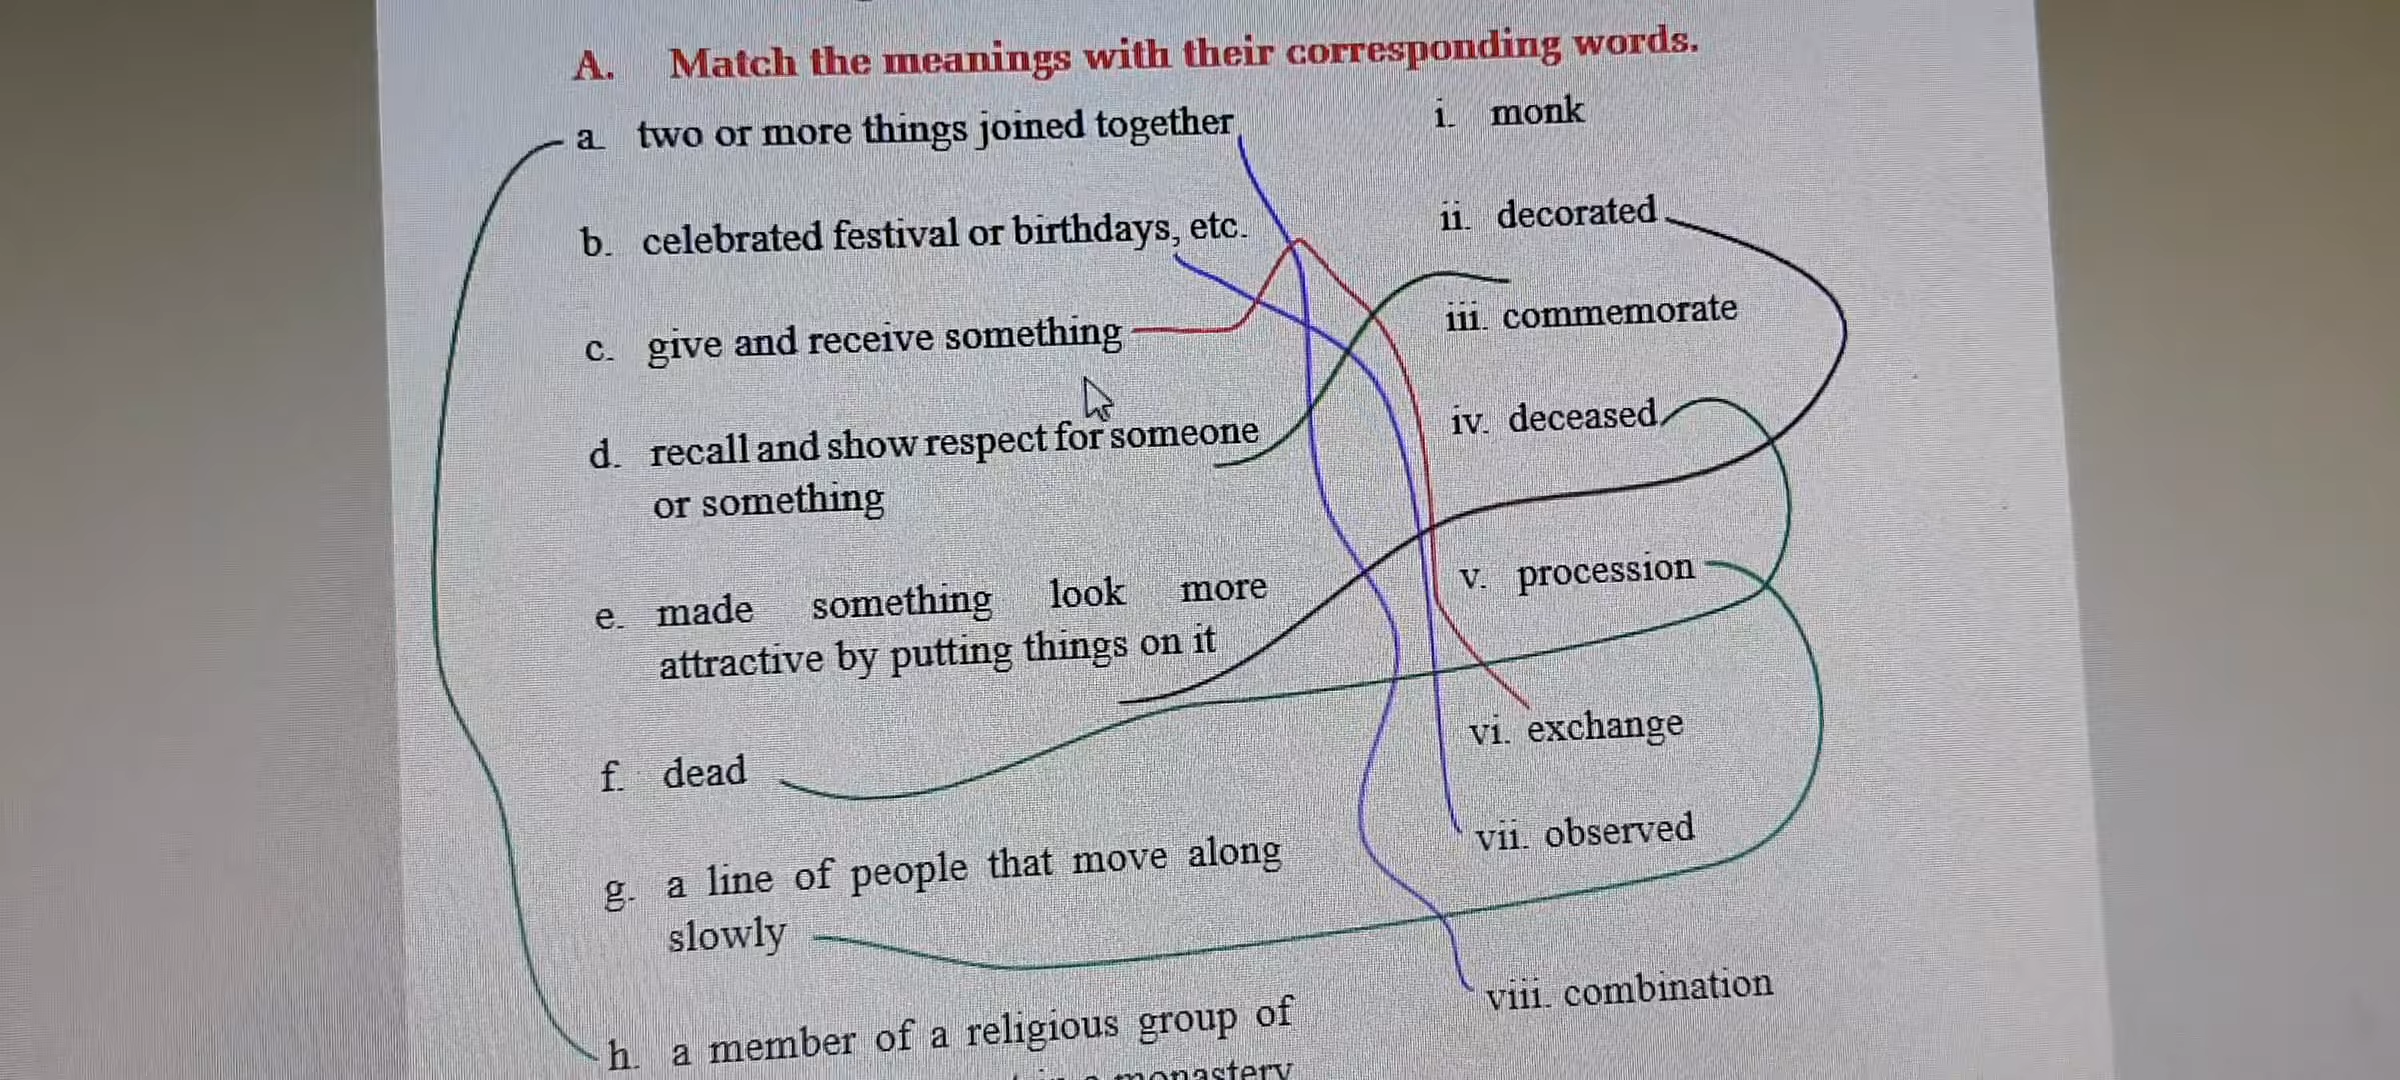 A. Match the meanings with their corresponding words.
a. two or more things joined together
i. monk
b. celebrated festival or birthdays, etc.
ii. decorated
c. give and receive something
iii. commemorate
d. recall and show respect for someone
or something
iv. deceased
e. made something look more
attractive by putting things on it
v. procession
f. dead
vi. exchange
g. a line of people that move along
slowly
vii. observed
h. a member of a religious group of
viii. combination
monastery